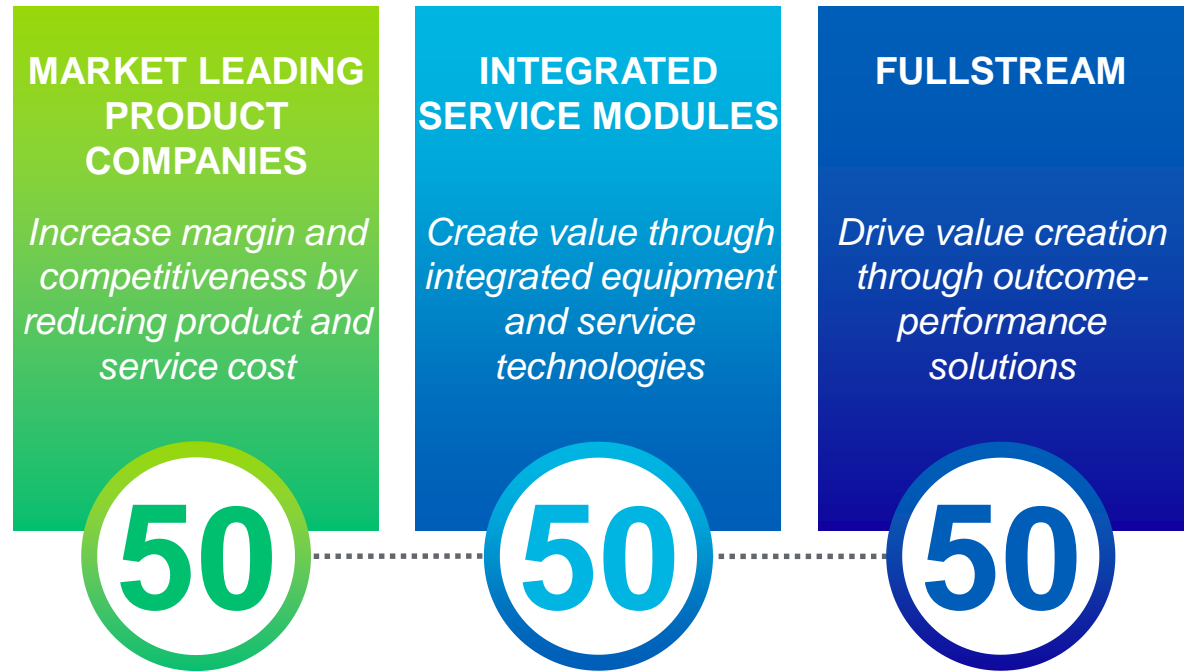 MARKET LEADING
PRODUCT
COMPANIES
Increase margin and
competitiveness by
reducing product and
service cost
50
INTEGRATED
SERVICE MODULES
Create value through
integrated equipment
and service
technologies
50
FULLSTREAM
Drive value creation
through outcome-
performance
solutions
50